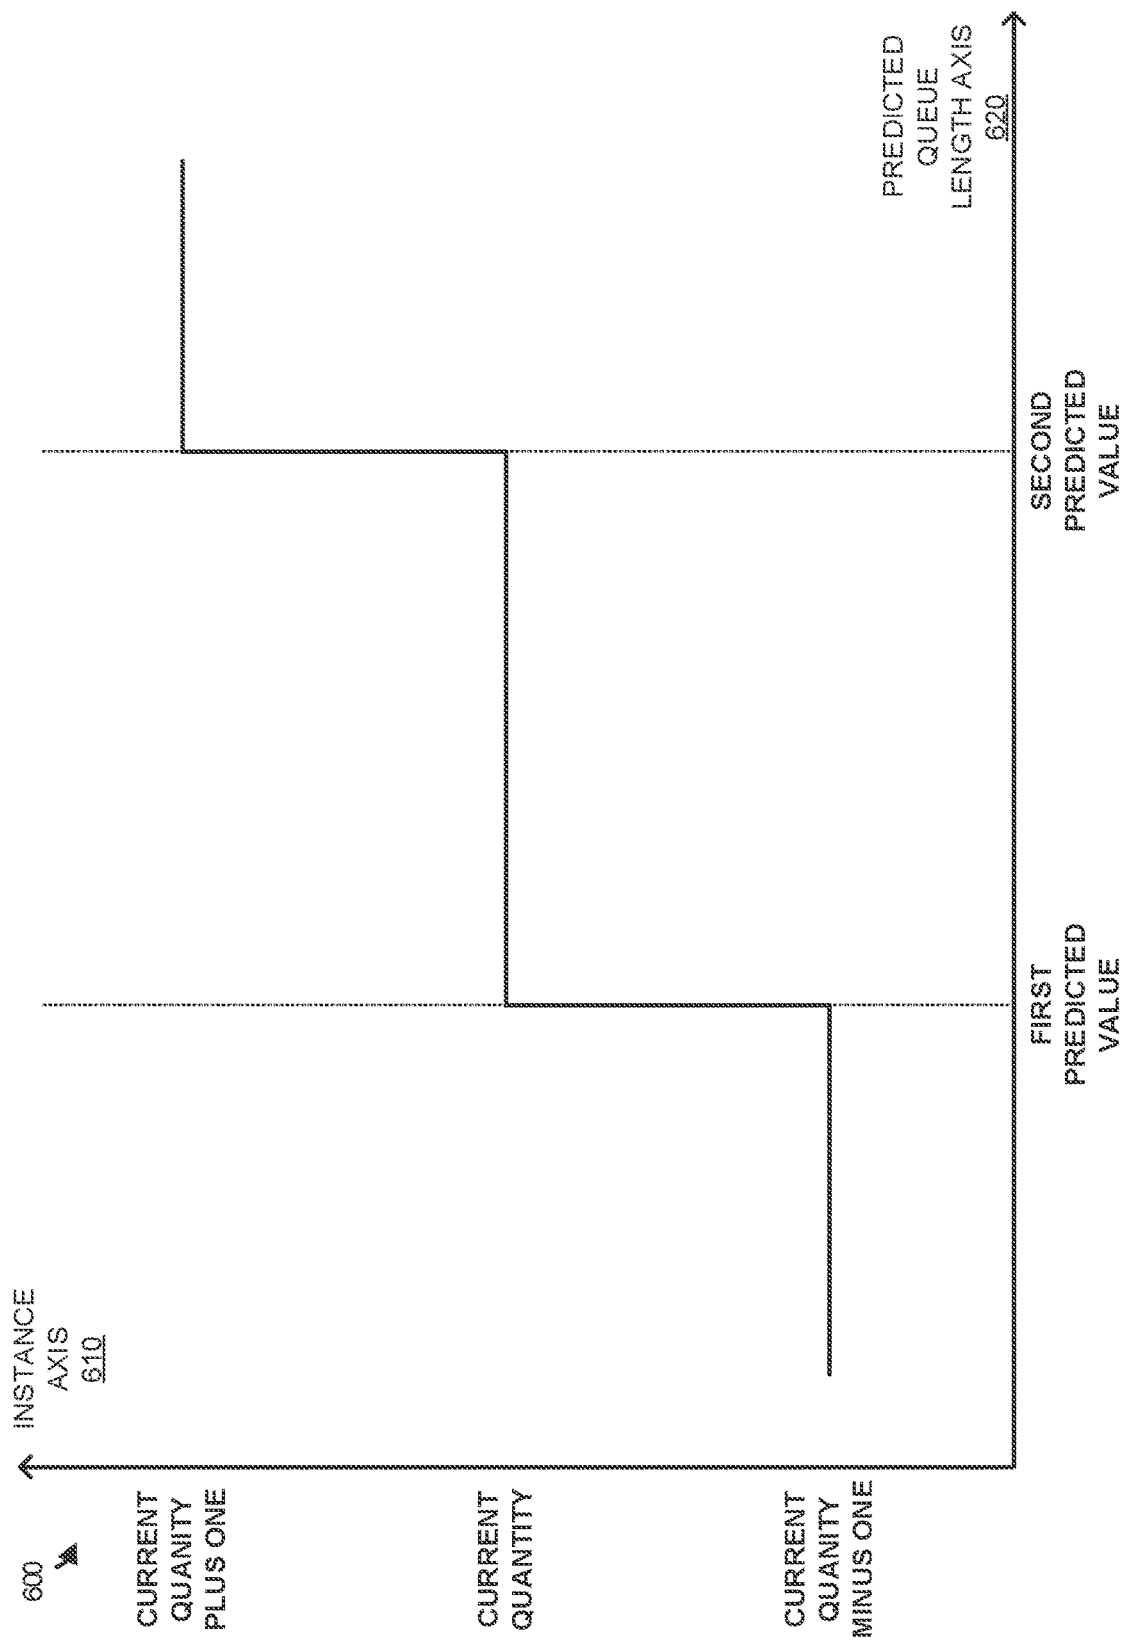 600
INSTANCE
AXIS
610
CURRENT
QUANITY
PLUS ONE
CURRENT
QUANTITY
CURRENT
QUANITY
MINUS ONE
PREDICTED
QUEUE
LENGTH AXIS
620
FIRST
PREDICTED
VALUE
SECOND
PREDICTED
VALUE